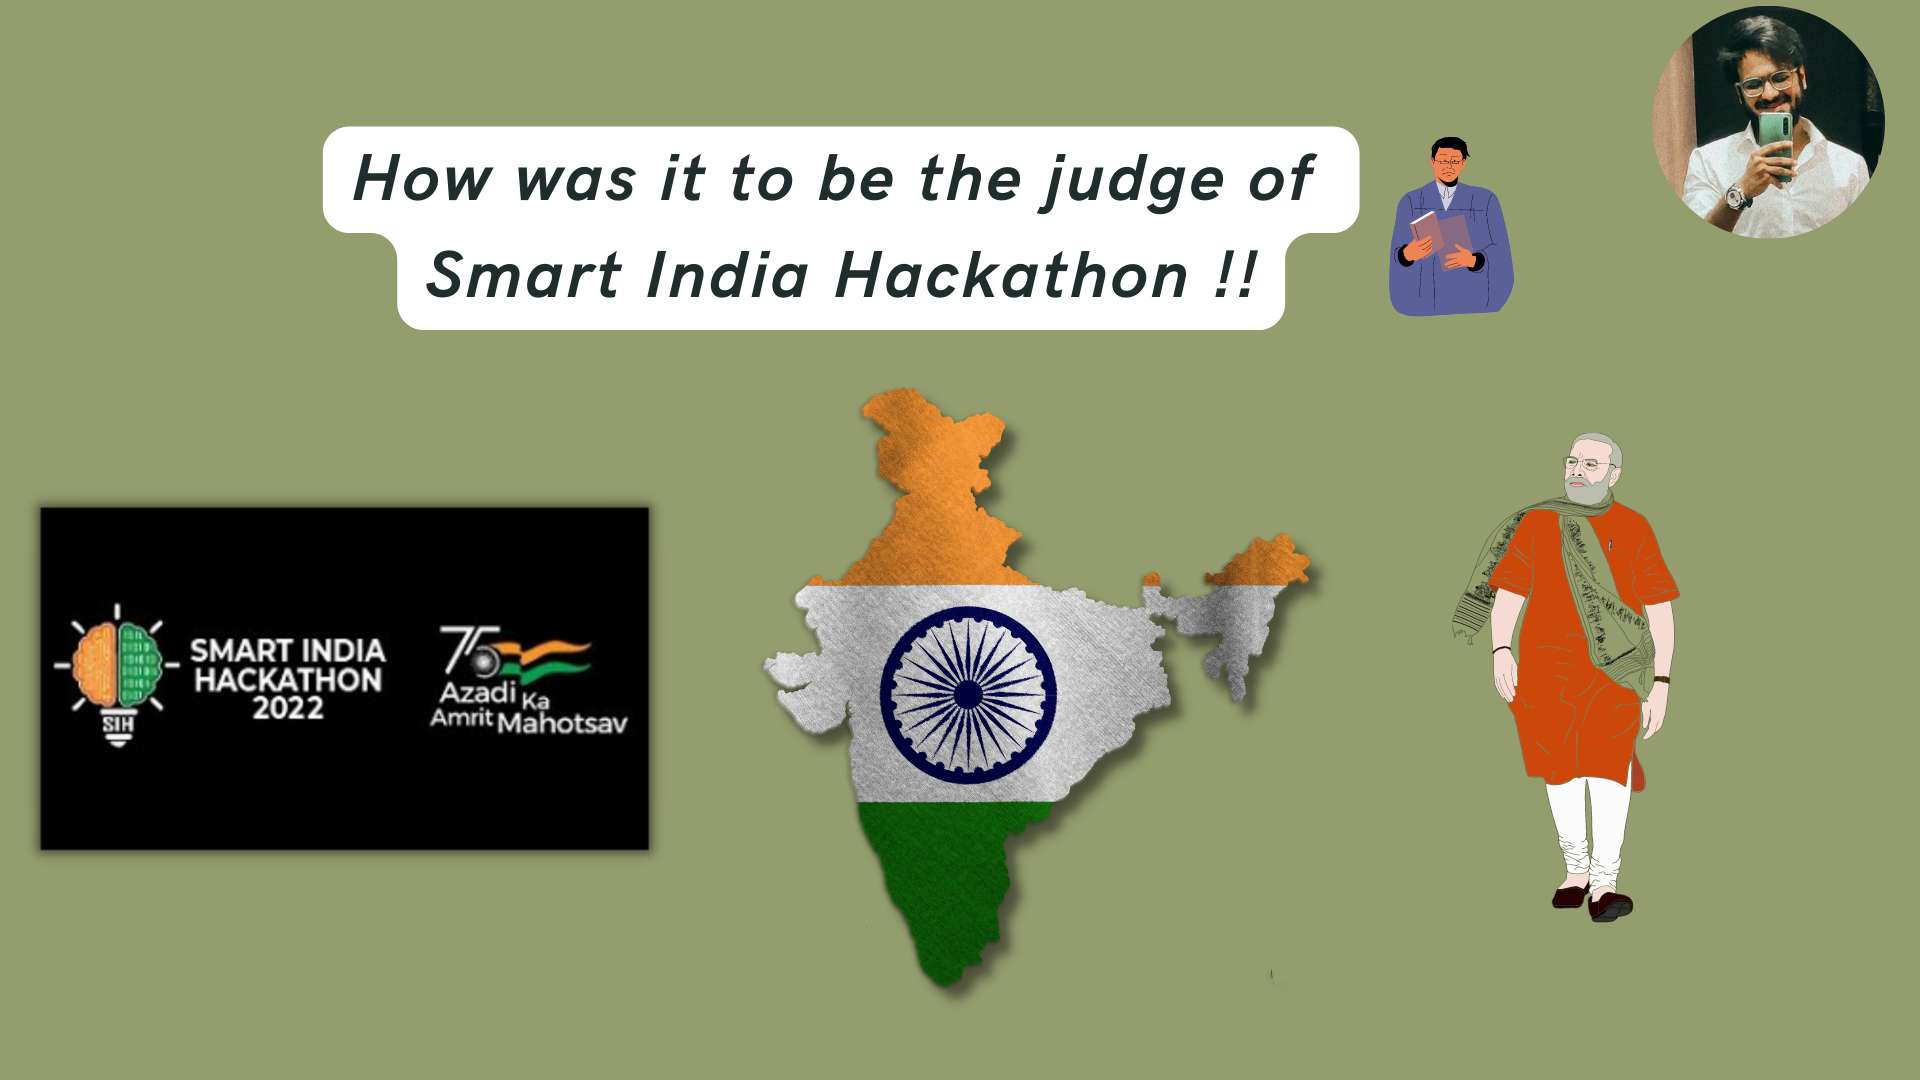 How was it to be the judge of
Smart India Hackathon !!
SMART INDIA
HACKATHON
2022
SIH
75
Azadi Ka
Amrit Mahotsav